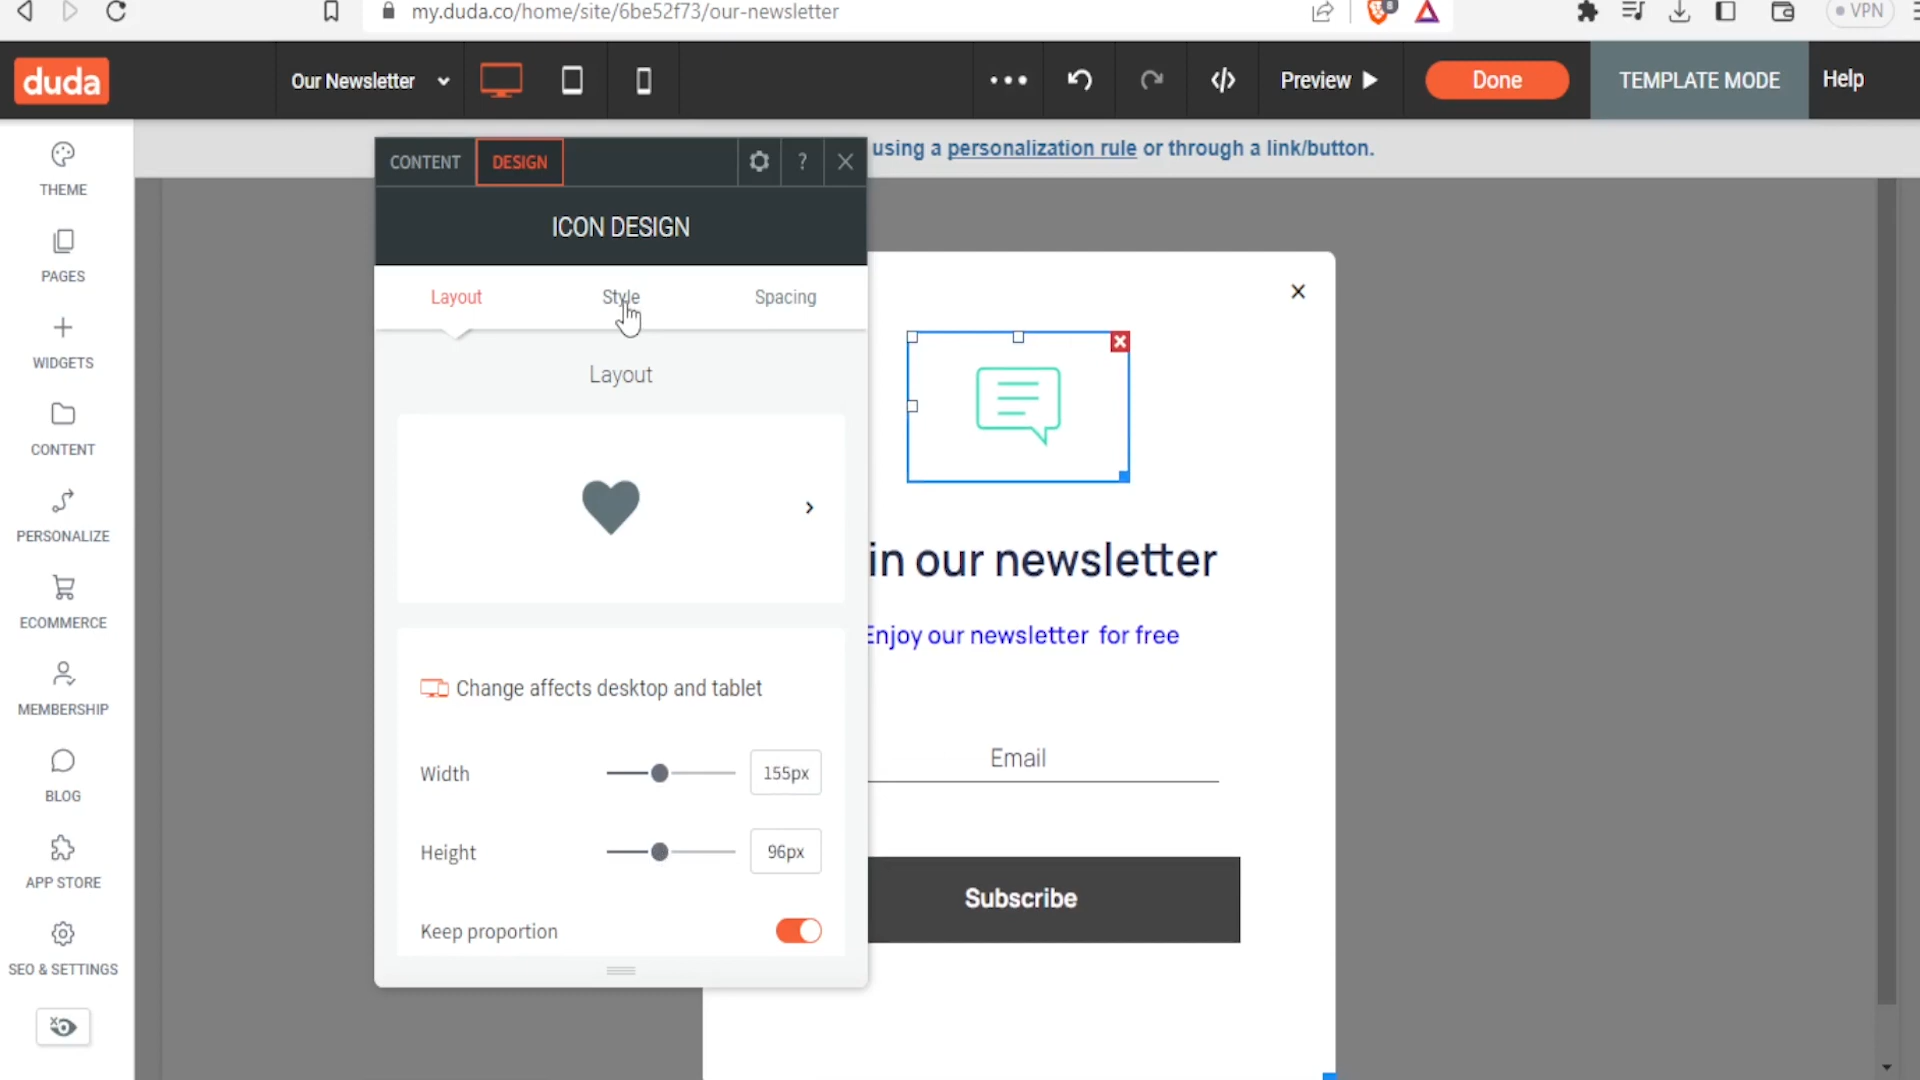 my.duda.co/home/site/6be52f73/our-newsletter
8
VPN
duda
Our Newsletter
Preview
Done
TEMPLATE MODE
Help
THEME
PAGES
WIDGETS
CONTENT
PERSONALIZE
ECOMMERCE
MEMBERSHIP
BLOG
APP STORE
SEO & SETTINGS
CONTENT
DESIGN
?
using a personalization rule or through a link/button.
ICON DESIGN
Layout
Style
Spacing
Layout
Change affects desktop and tablet
Width
155px
Height
96px
Keep proportion
in our newsletter
Enjoy our newsletter for free
Email
Subscribe